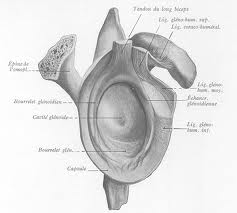 Tendon du long biceps
Lig. gléno-hum. sup.
Lig. coraco-huméral.
Épine de
l'omopl.
Lig. gléno-
hum. moy.
Bourrelet glénoïdien
Échancr.
glénoïdienne
Cavité glénoïde
Lig. gléno-
hum. inf.
Bourrelet glén.
Capsule